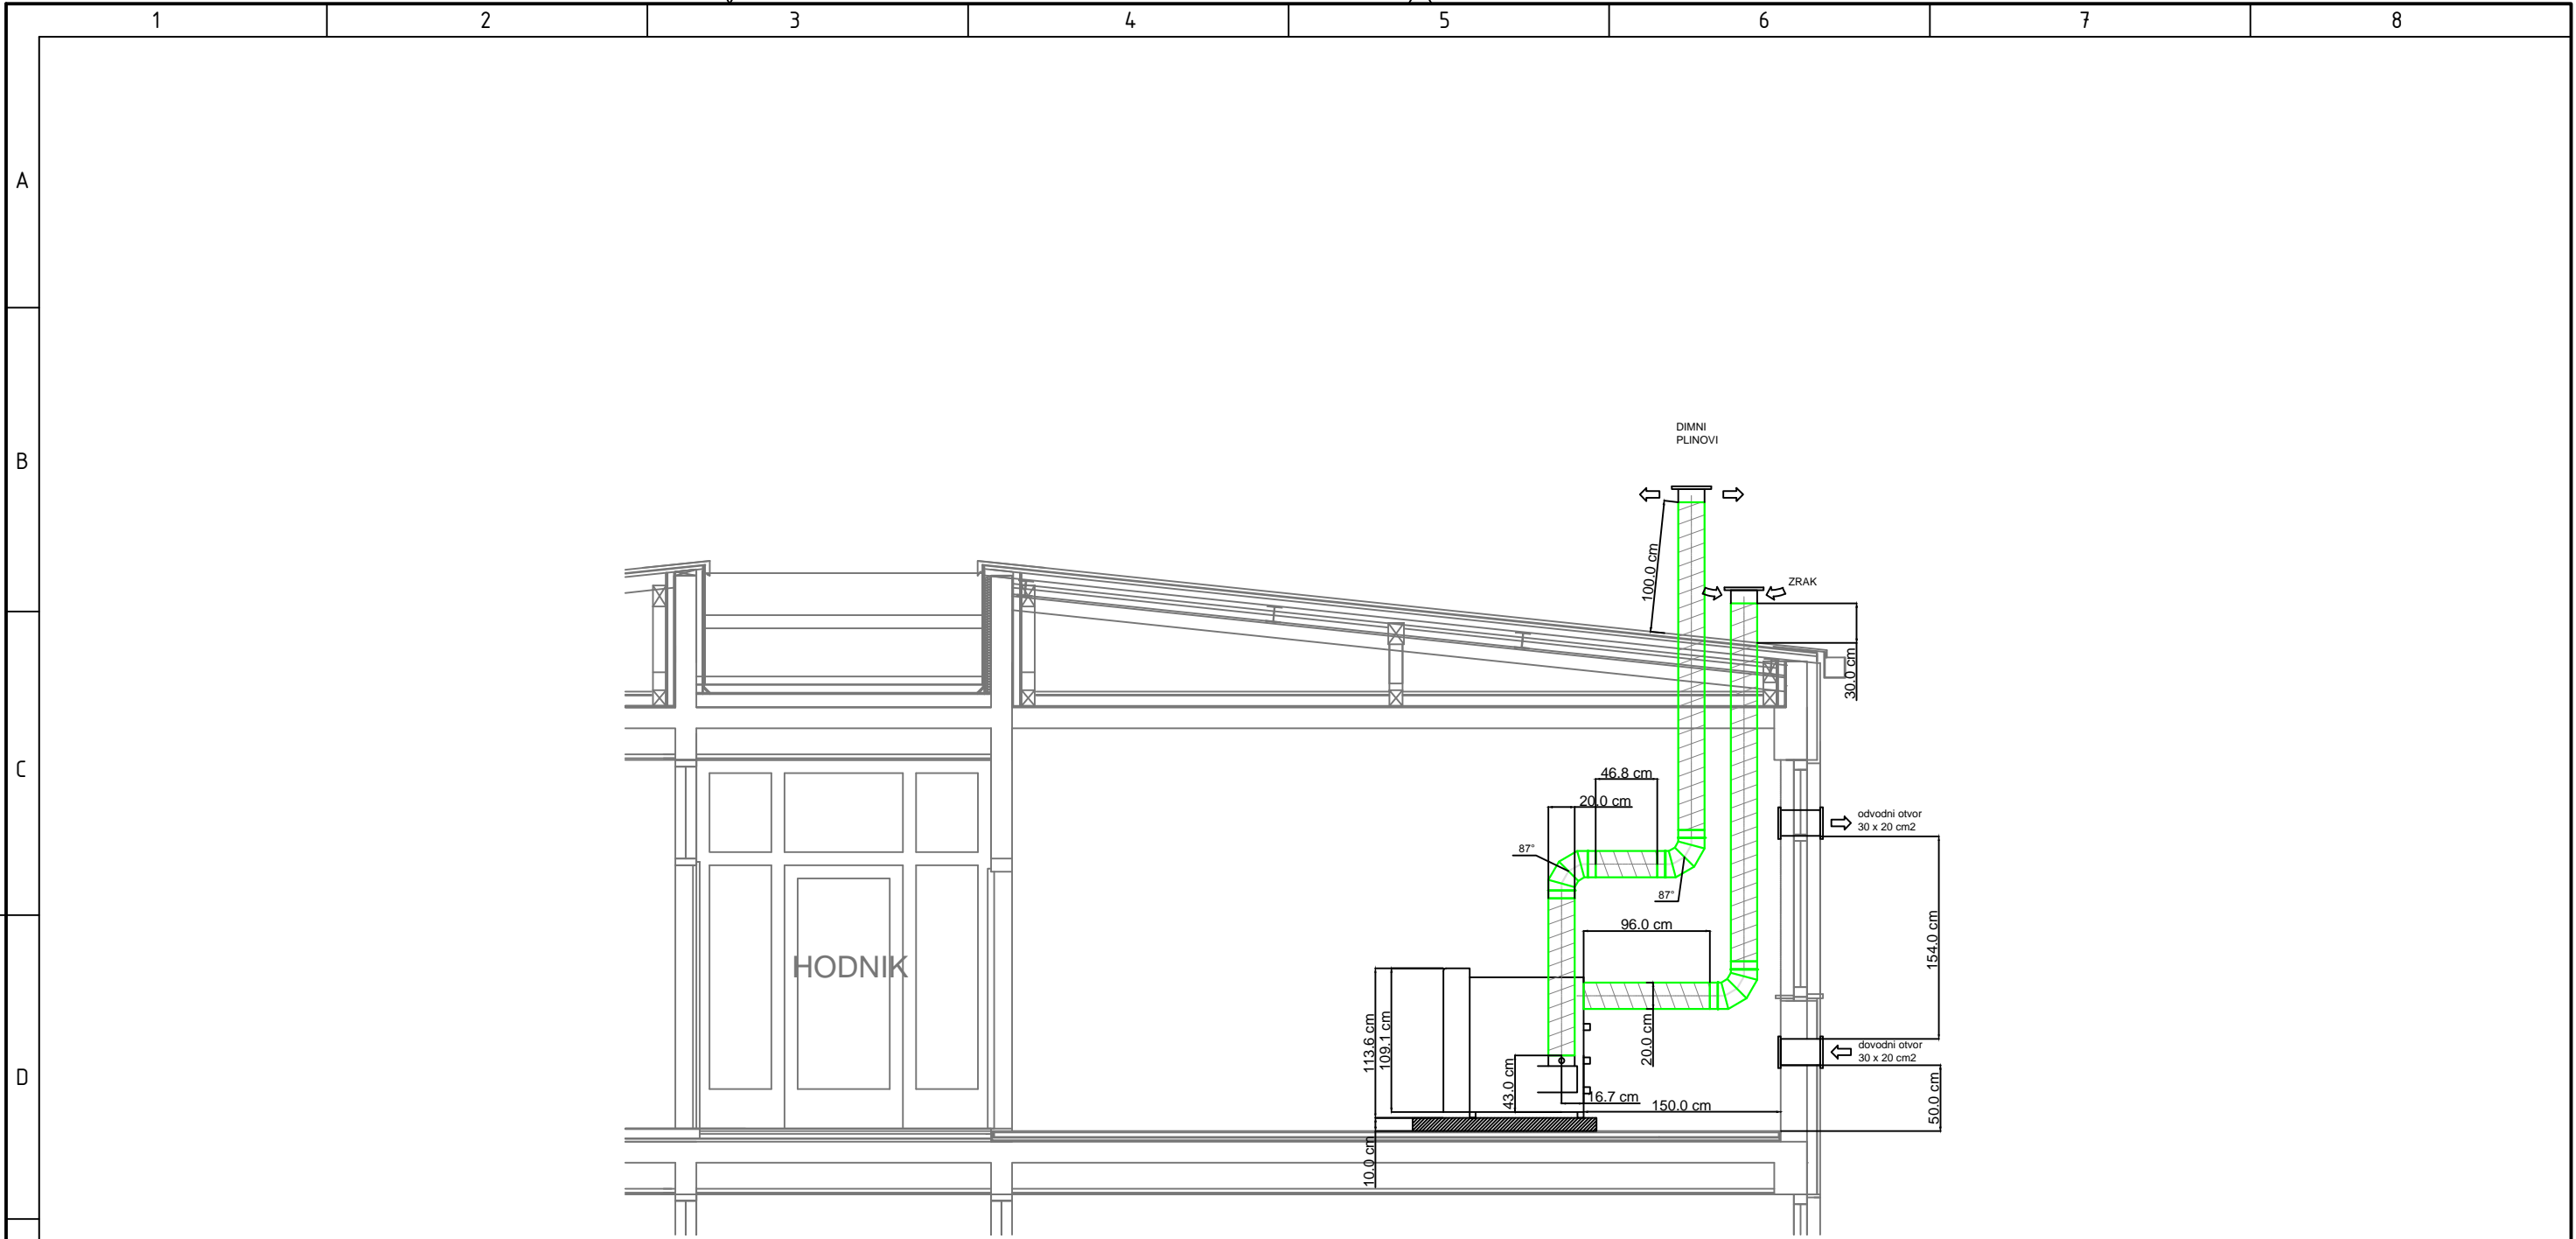 1 2 3 4 5 6 7 8
A
B
C
D
DIMNI
PLINOVI
100.0 cm
ZRAK
30.0 cm
46.8 cm
20.0 cm
odvodni otvor
30 x 20 cm2
87°
87°
96.0 cm
154.0 cm
HODNIK
113.6 cm
109.1 cm
20.0 cm
43.0 cm
dovodni otvor
30 x 20 cm2
16.7 cm
150.0 cm
50.0 cm
10.0 cm